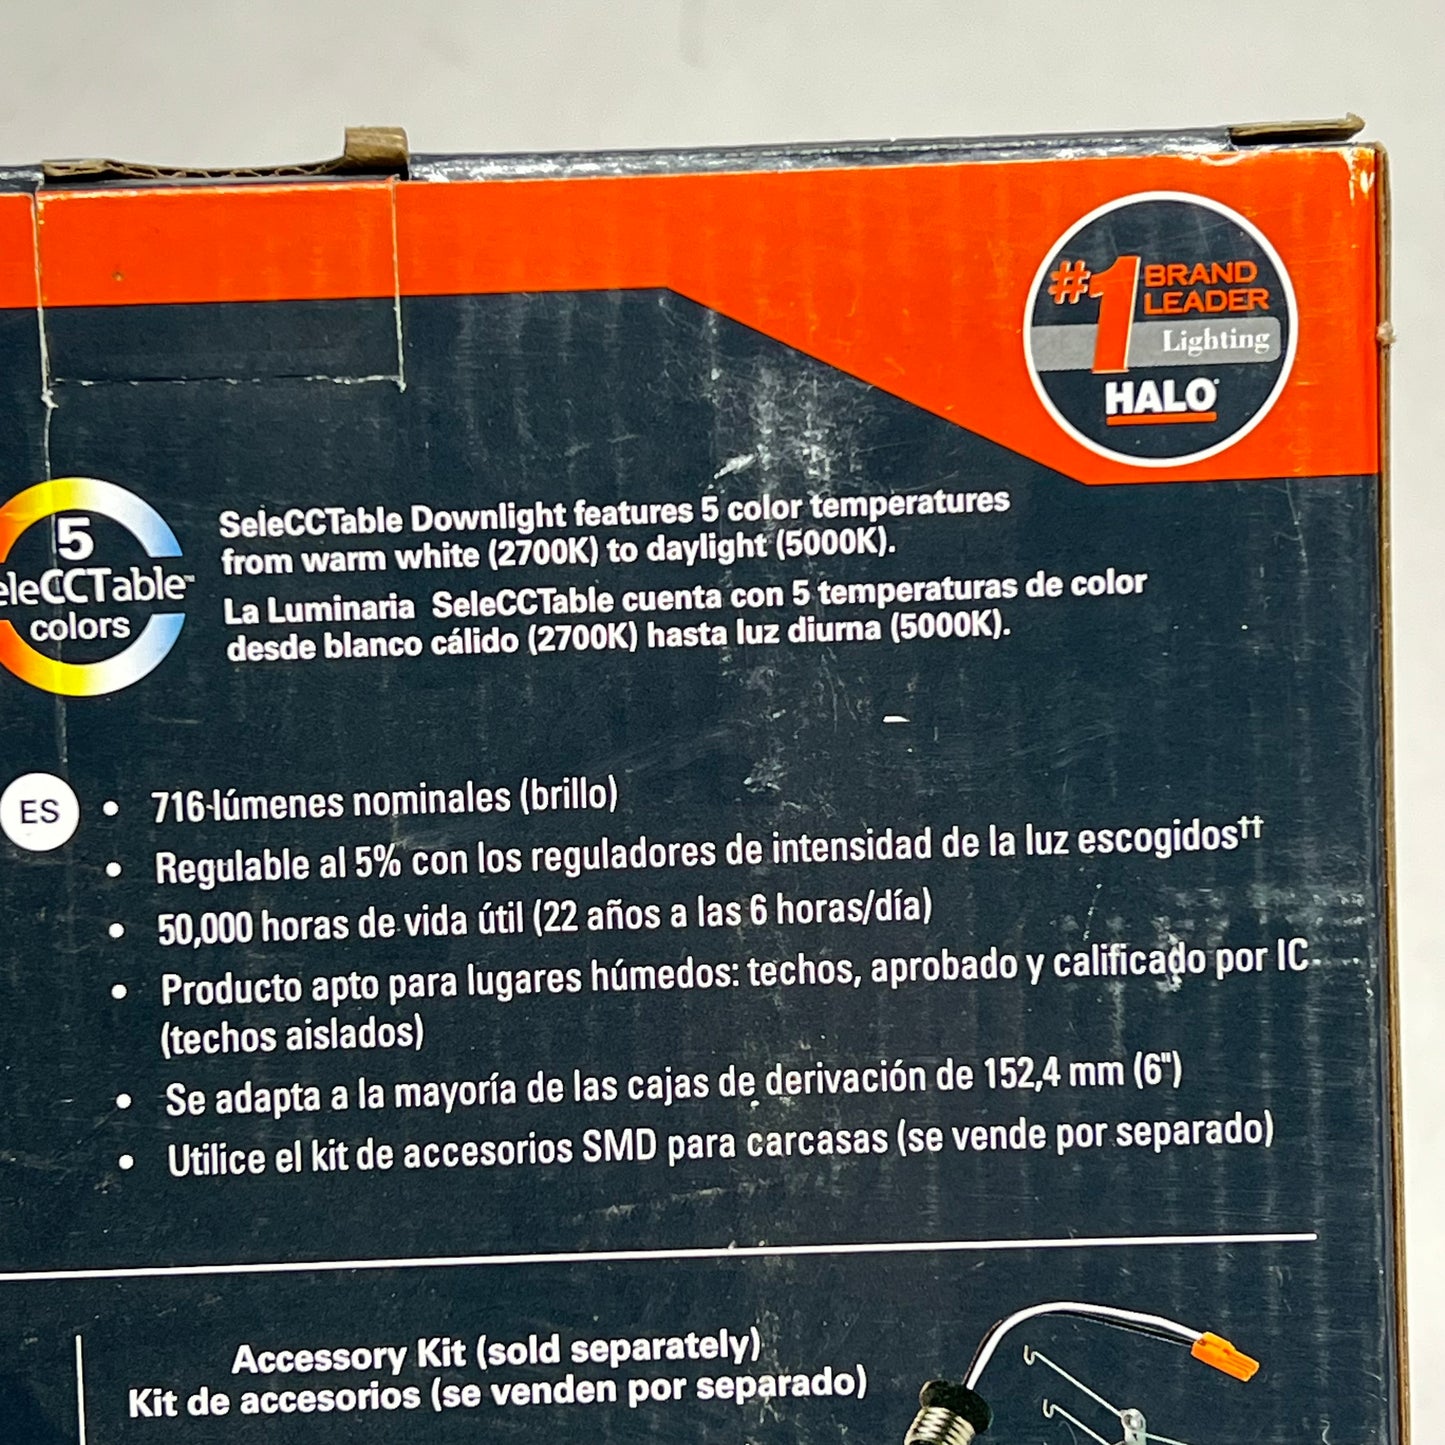 #1 BRAND
LEADER
Lighting
HALO
5
eleCCTable™
colors
SeleCCTable Downlight features 5 color temperatures
from warm white (2700K) to daylight (5000K).
La Luminaria SeleCCTable cuenta con 5 temperaturas de color
desde blanco cálido (2700K) hasta luz diurna (5000K).
ES
• 716-lúmenes nominales (brillo)
• Regulable al 5% con los reguladores de intensidad de la luz escogidos††
• 50,000 horas de vida útil (22 años a las 6 horas/día)
• Producto apto para lugares húmedos: techos, aprobado y calificado por IC
(techos aislados)
• Se adapta a la mayoría de las cajas de derivación de 152,4 mm (6")
• Utilice el kit de accesorios SMD para carcasas (se vende por separado)
Accessory Kit (sold separately)
Kit de accesorios (se venden por separado)